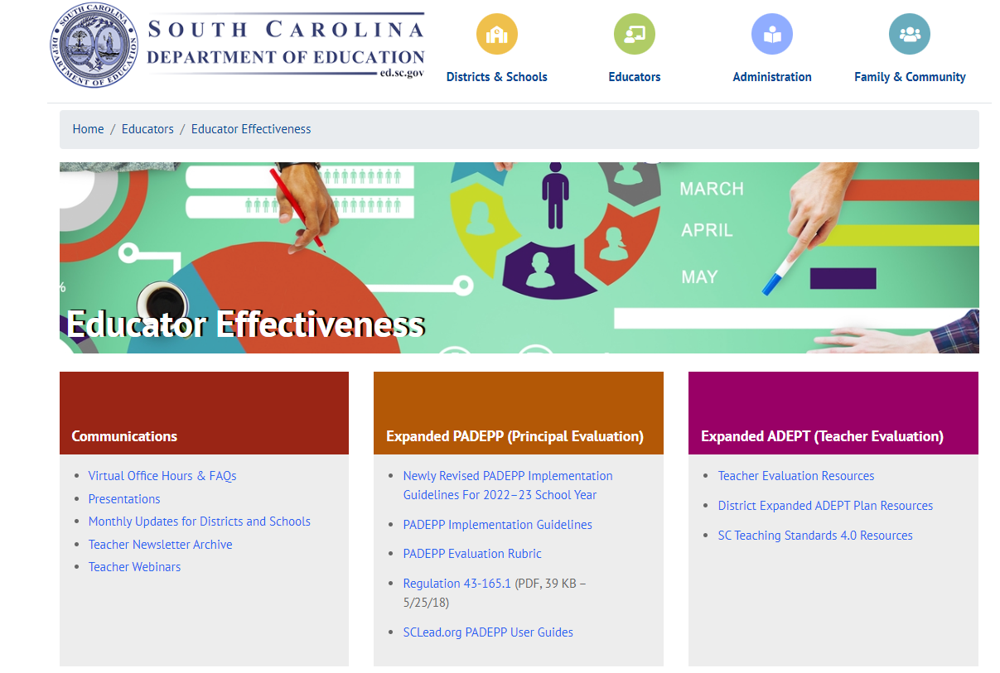 SOUTH CAROLINA
DEPARTMENT OF EDUCATION
ed.sc.gov
SOUTH CAROLINA
DEPARTMENT OF EDUCATION
Districts & Schools
Educators
Administration
Family & Community
Home / Educators / Educator Effectiveness
MARCH
APRIL
MAY
%
Educator Effectiveness
Communications
Virtual Office Hours & FAQs
Presentations
Monthly Updates for Districts and Schools
Teacher Newsletter Archive
Teacher Webinars
Expanded PADEPP (Principal Evaluation)
Newly Revised PADEPP Implementation
Guidelines For 2022–23 School Year
PADEPP Implementation Guidelines
PADEPP Evaluation Rubric
Regulation 43-165.1 (PDF, 39 KB –
5/25/18)
SCLead.org PADEPP User Guides
Expanded ADEPT (Teacher Evaluation)
Teacher Evaluation Resources
District Expanded ADEPT Plan Resources
SC Teaching Standards 4.0 Resources